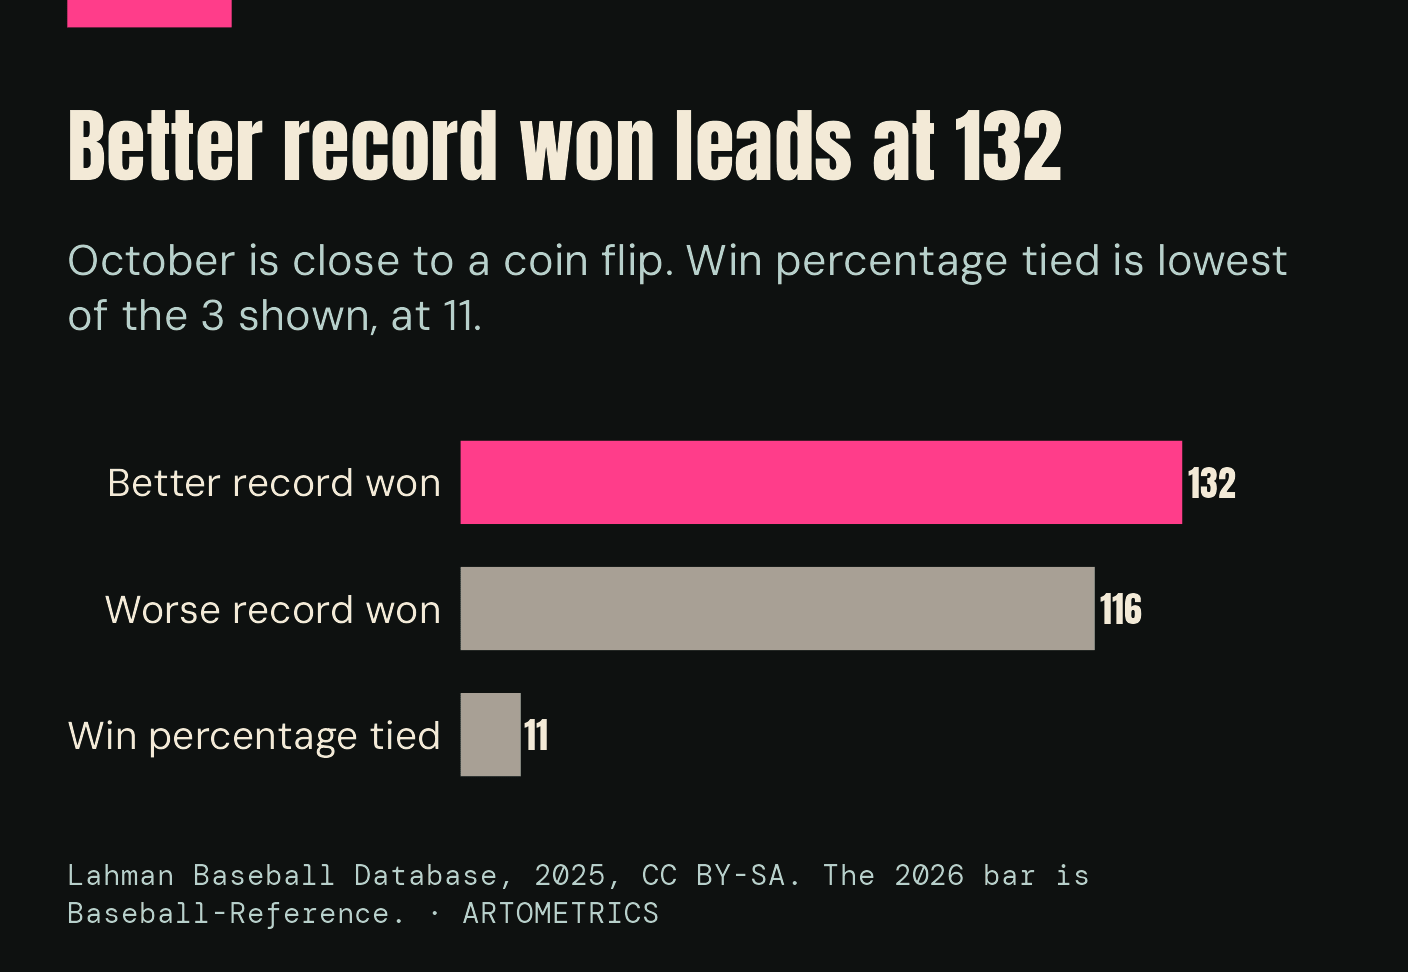 Better record won leads at 132
October is close to a coin flip. Win percentage tied is lowest
of the 3 shown, at 11.
Better record won 132
Worse record won 116
Win percentage tied 11
Lahman Baseball Database, 2025, CC BY-SA. The 2026 bar is
Baseball-Reference. · ARTOMETRICS